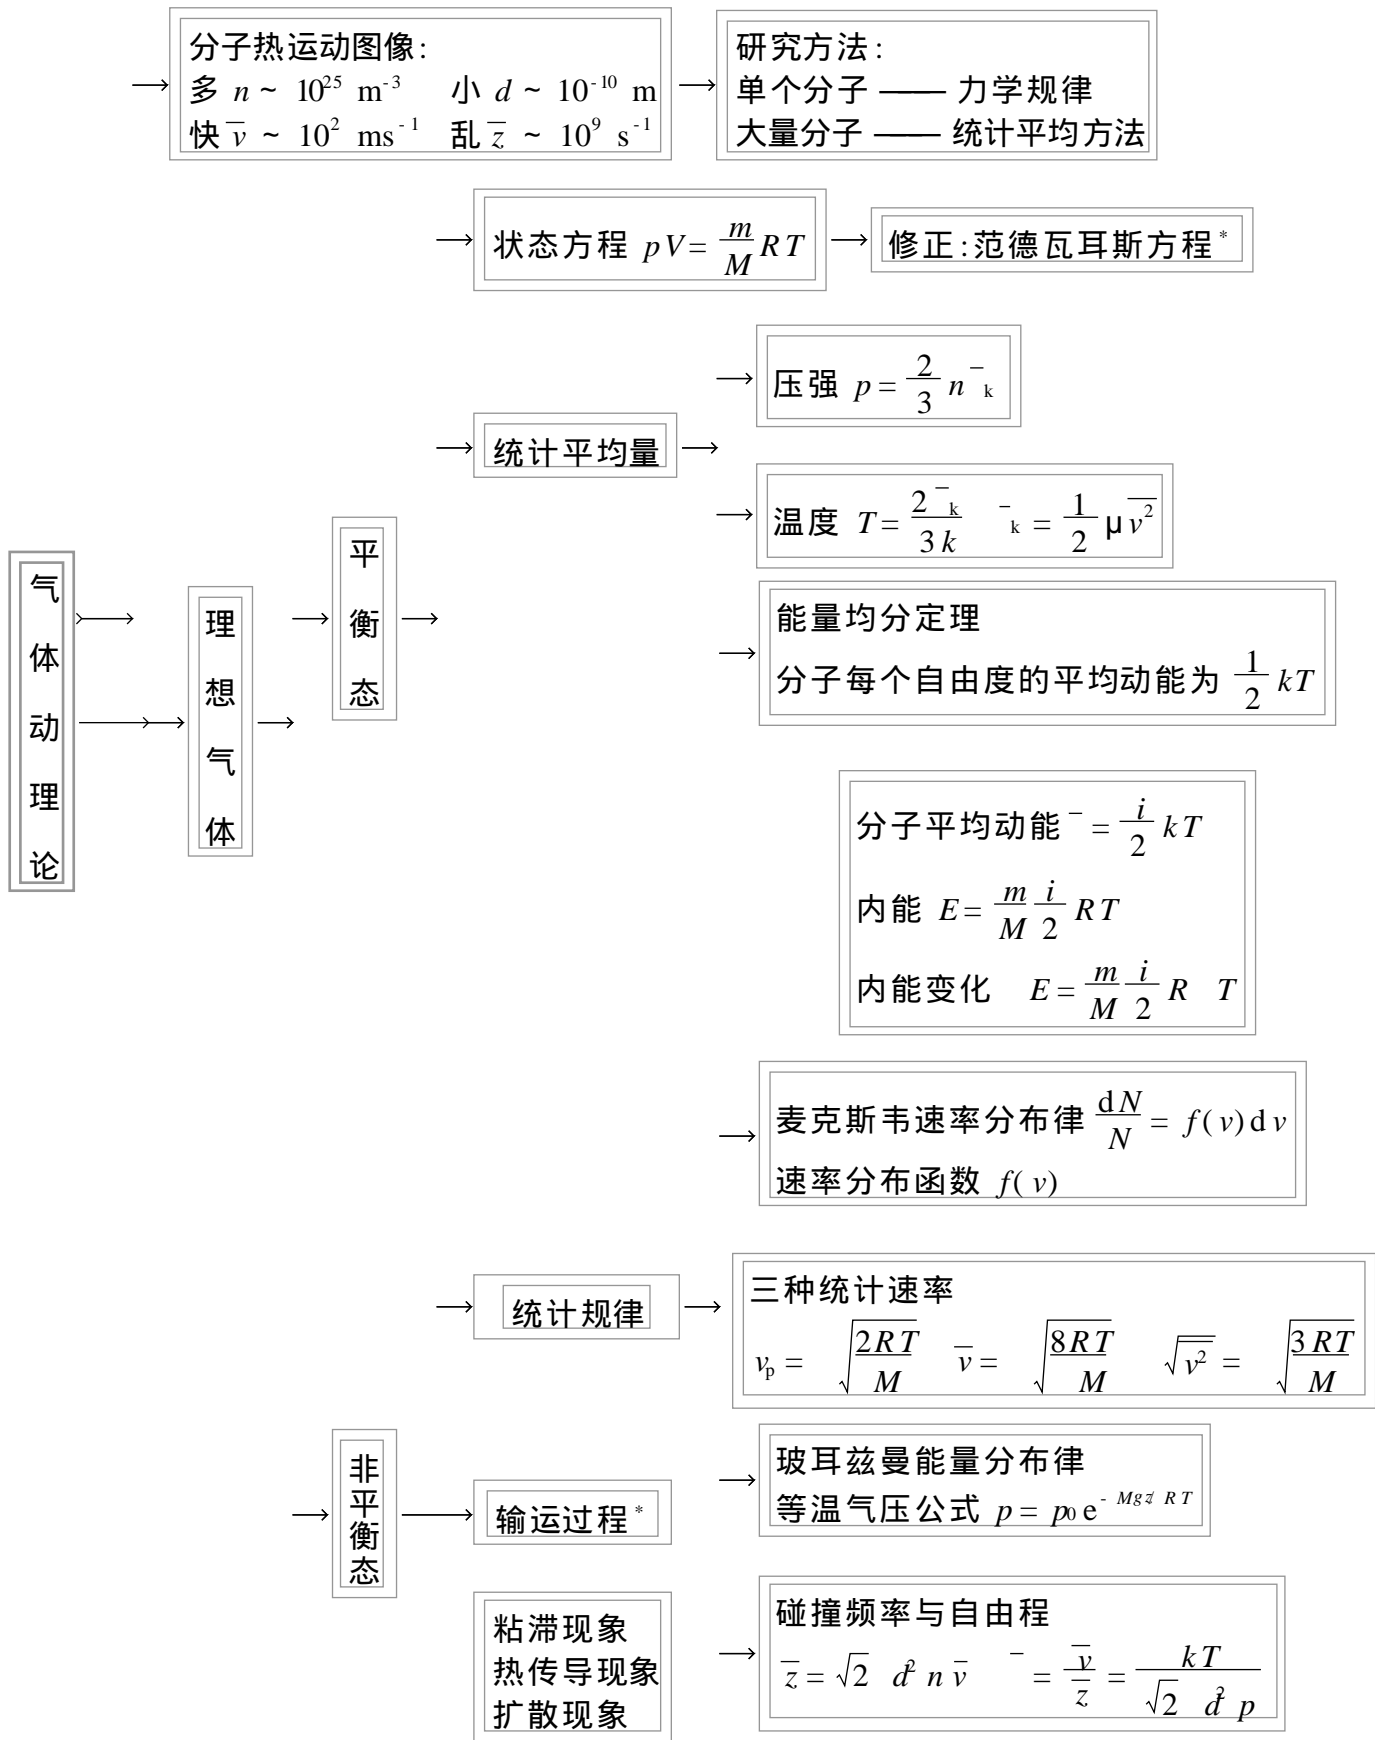 分子热运动图像:
多 n ~ 10²⁵ m⁻³ 小 d ~ 10⁻¹⁰ m
快 v̄ ~ 10² ms⁻¹ 乱 z̄ ~ 10⁹ s⁻¹
研究方法:
单个分子 —— 力学规律
大量分子 —— 统计平均方法
状态方程 pV = m/M RT
修正:范德瓦耳斯方程*
压强 p = 2/3 n ¯ₖ
统计平均量
温度 T = 2 ¯ₖ / 3k ¯ₖ = 1/2 μ v̄²
平衡态
能量均分定理
分子每个自由度的平均动能为 1/2 kT
气体动理论
理想气体
分子平均动能 ¯ = i/2 kT
内能 E = m/M i/2 RT
内能变化 E = m/M i/2 R T
麦克斯韦速率分布律 dN/N = f(v)dv
速率分布函数 f(v)
统计规律
三种统计速率
vₚ = √(2RT/M) v̄ = √(8RT/M) √(v̄²) = √(3RT/M)
非平衡态
输运过程*
玻耳兹曼能量分布律
等温气压公式 p = p₀ e^(-Mgz/RT)
粘滞现象
热传导现象
扩散现象
碰撞频率与自由程
z̄ = √2 d² n v̄ ¯ = v̄/z̄ = kT/(√2 d² p)